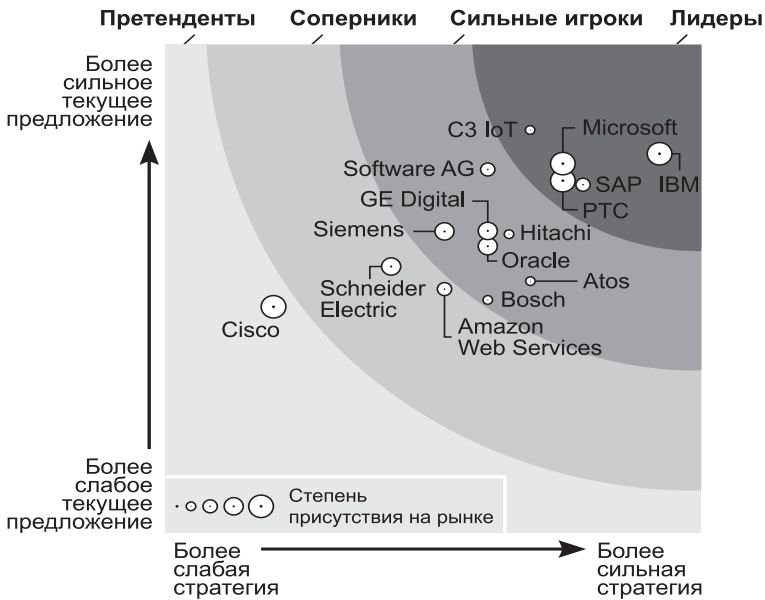 Претенденты Соперники Сильные игроки Лидеры
Более
сильное
текущее
предложение
C3 IoT
Microsoft
Software AG
SAP IBM
PTC
GE Digital
Siemens
Hitachi
Oracle
Schneider
Electric
Atos
Bosch
Cisco
Amazon
Web Services
Более
слабое
текущее
предложение
Степень
присутствия на рынке
Более
слабая
стратегия
Более
сильная
стратегия